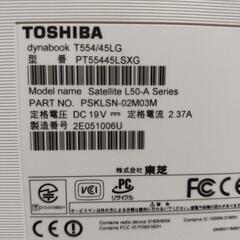 TOSHIBA
dynabook T554/45LG
型 番 PT55445LSXG
Model name Satellite L50-A Series
PART NO. PSKLSN-02M03M
定格電圧 DC 19V 定格電流 2.37A
製造番号 2E051006U
VCCI
PC
リサイクル
株式会社 東芝